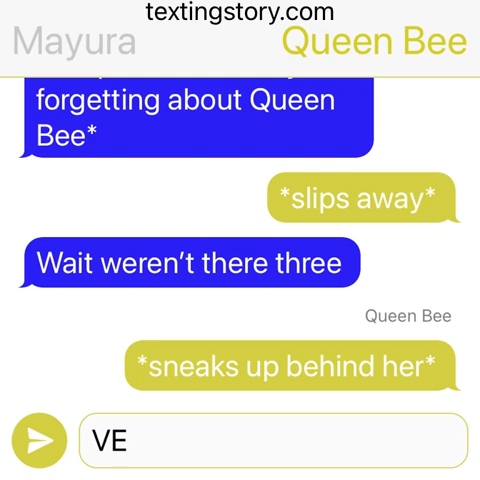 textingstory.com
Mayura Queen Bee
forgetting about Queen
Bee*
*slips away*
Wait weren’t there three
Queen Bee
*sneaks up behind her*
VE